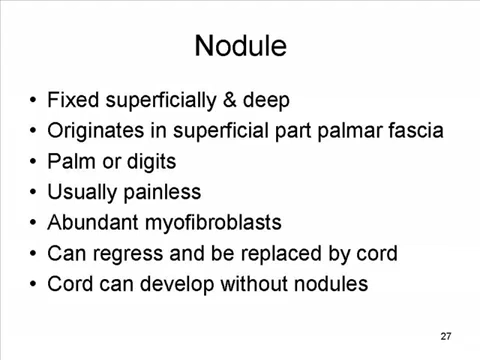 Nodule
• Fixed superficially & deep
• Originates in superficial part palmar fascia
• Palm or digits
• Usually painless
• Abundant myofibroblasts
• Can regress and be replaced by cord
• Cord can develop without nodules
27